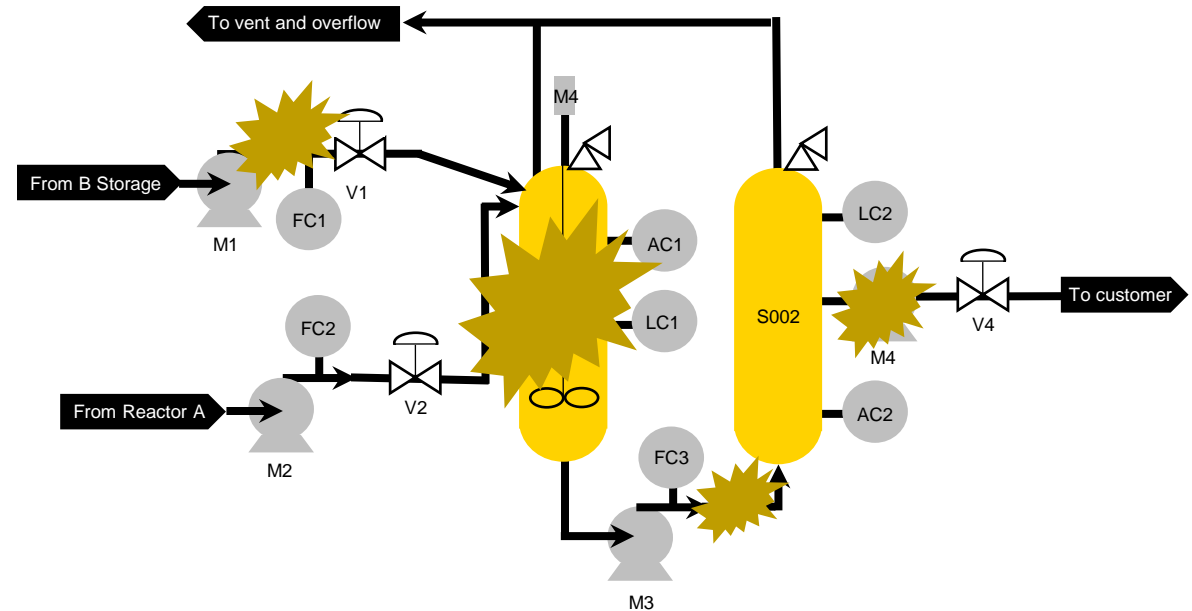 To vent and overflow
M4
From B Storage
V1
FC1
M1
LC2
AC1
To customer
FC2
LC1
S002
V4
M4
V2
From Reactor A
AC2
M2
FC3
M3